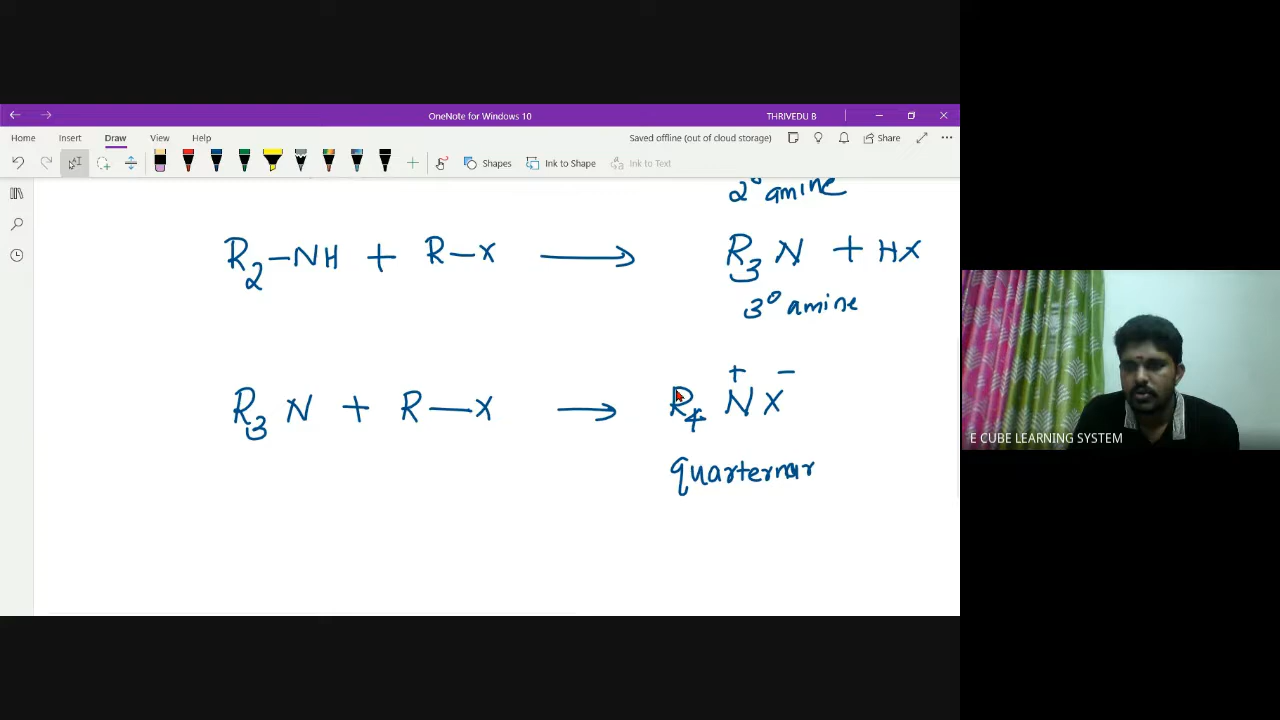 OneNote for Windows 10
THRIVEDU B
Home Insert Draw View Help
Saved offline (out of cloud storage)
Share
Shapes
Ink to Shape
Ink to Text
2° amine
R₂–NH + R–X ⟶ R₃N + HX
3° amine
R₃N + R–X ⟶ R₄N⁺X⁻
quarternar
E CUBE LEARNING SYSTEM